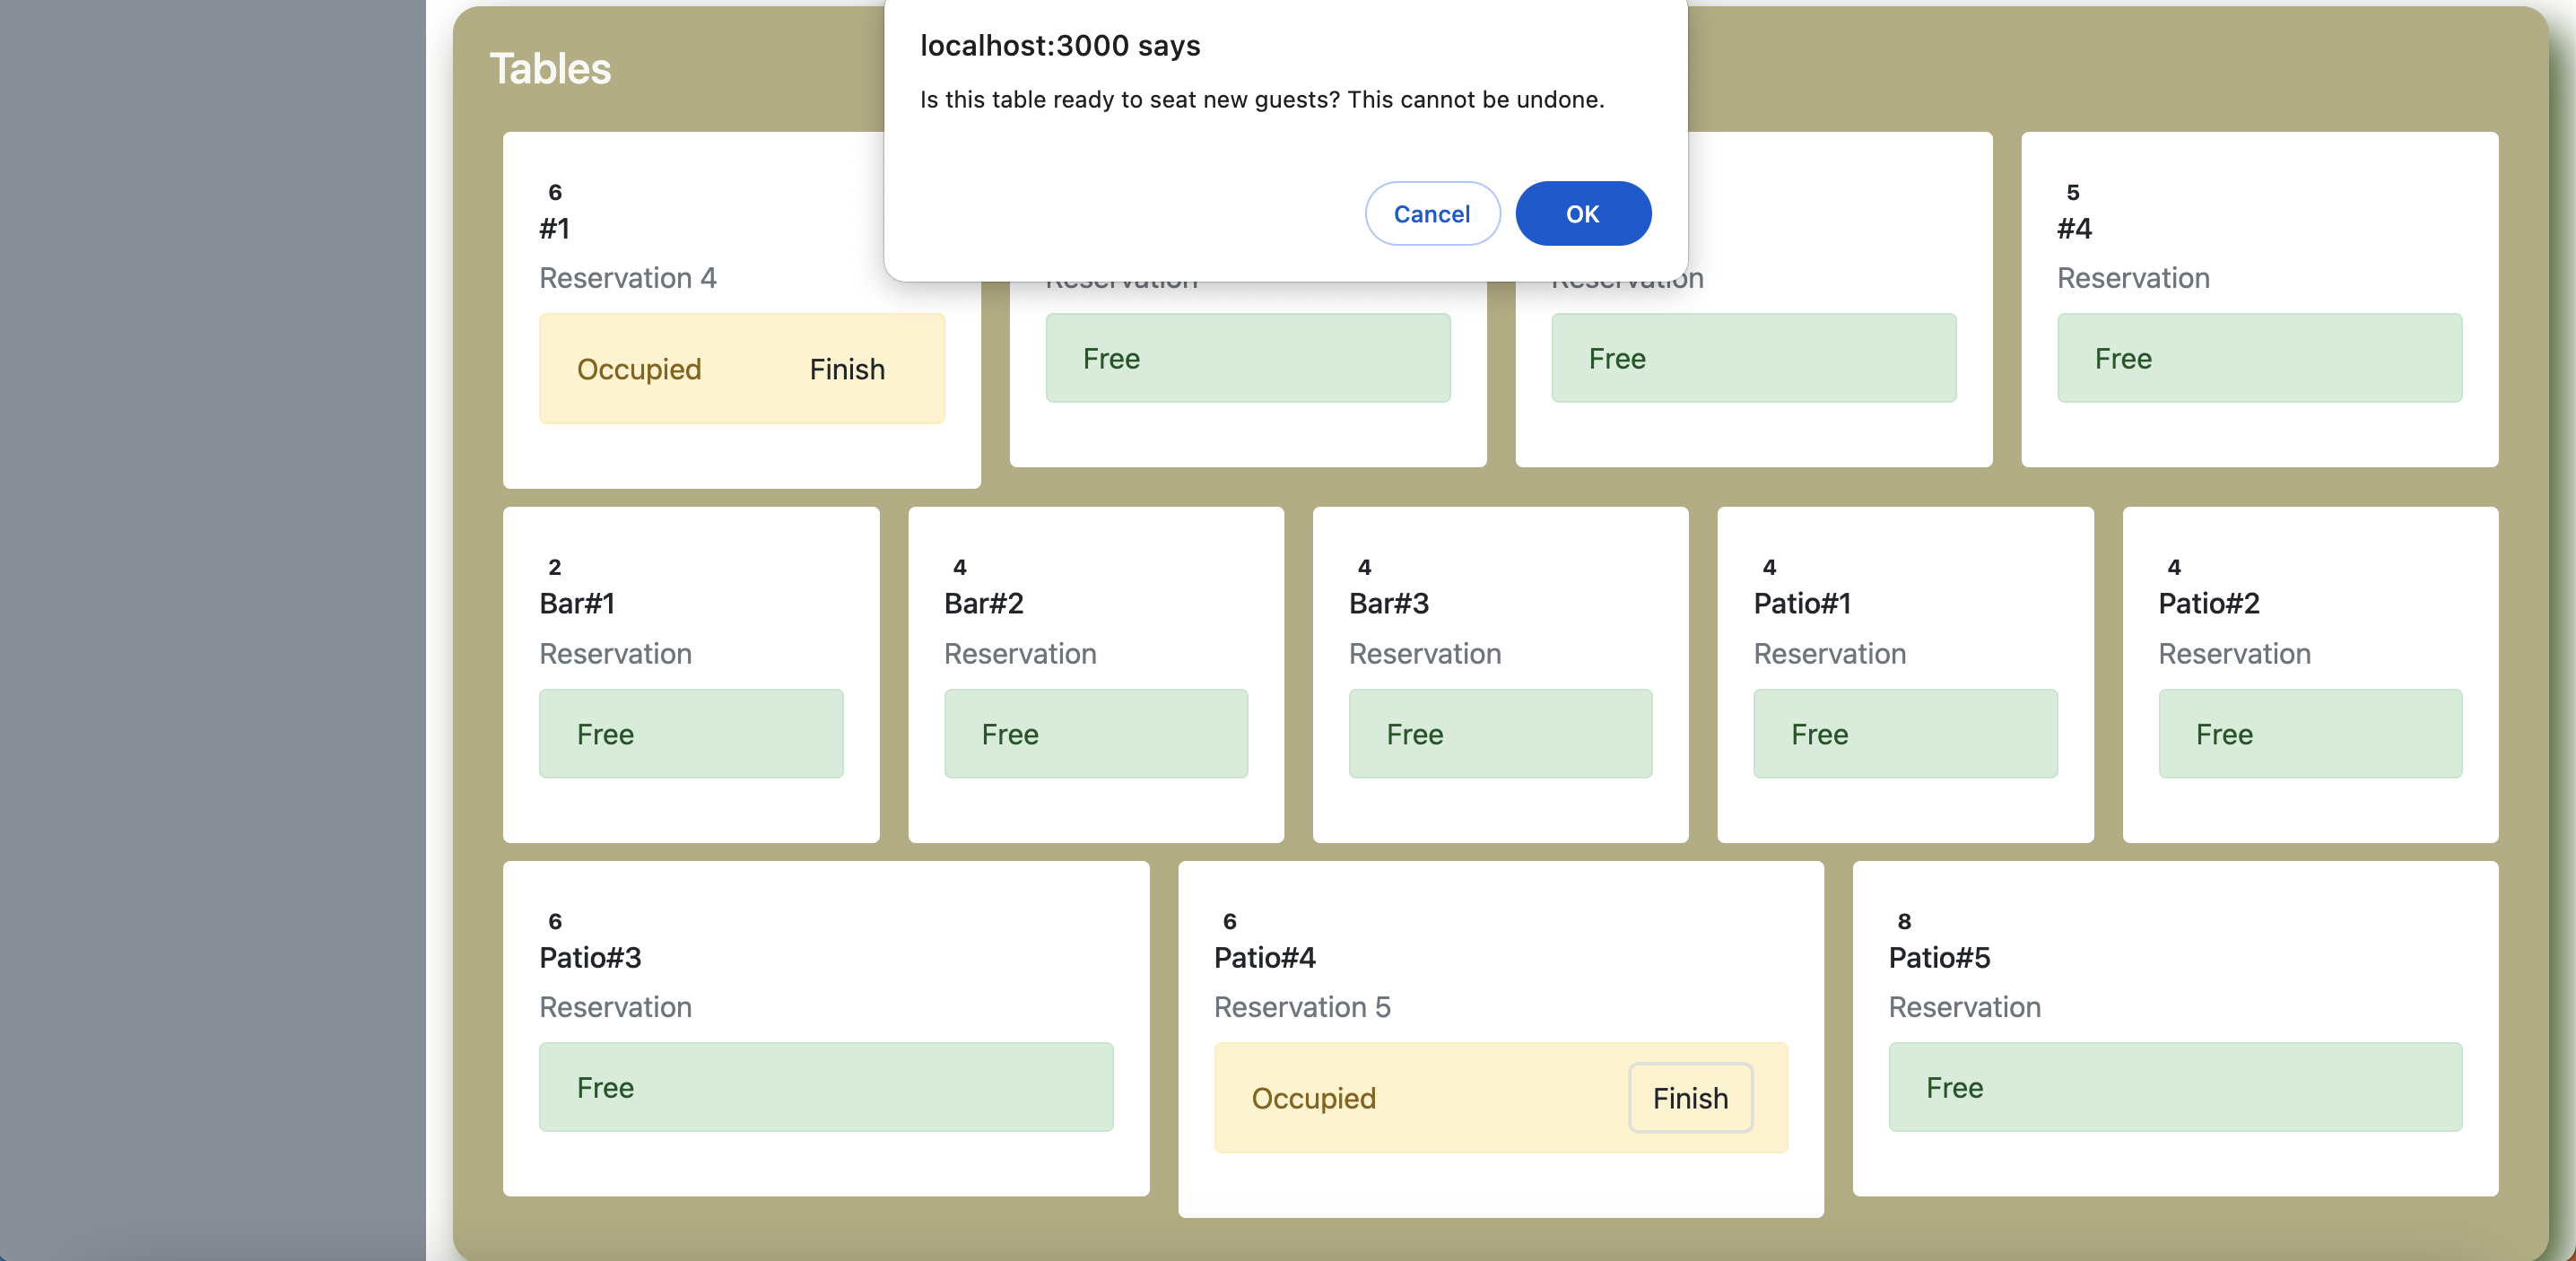 Tables
localhost:3000 says
Is this table ready to seat new guests? This cannot be undone.
Cancel
OK
6
#1
Reservation 4
Occupied Finish
Reservation
Free
Reservation
Free
5
#4
Reservation
Free
2
Bar#1
Reservation
Free
4
Bar#2
Reservation
Free
4
Bar#3
Reservation
Free
4
Patio#1
Reservation
Free
4
Patio#2
Reservation
Free
6
Patio#3
Reservation
Free
6
Patio#4
Reservation 5
Occupied Finish
8
Patio#5
Reservation
Free